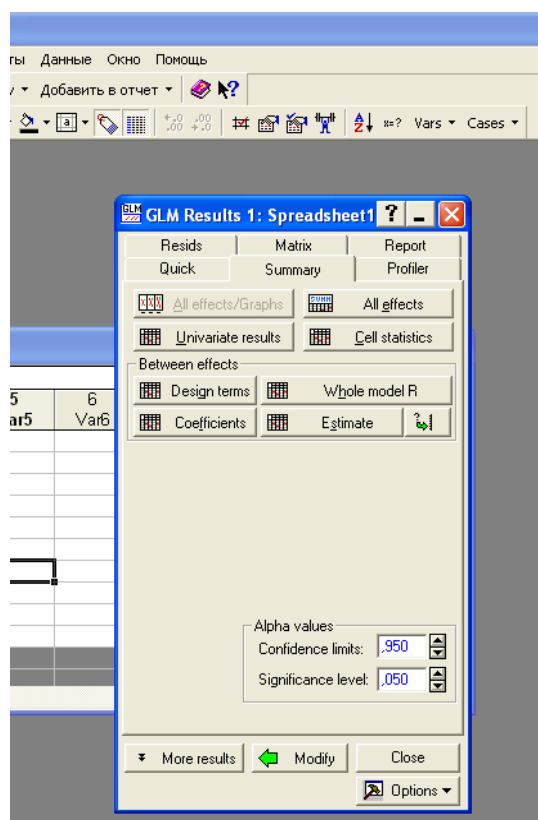 ты Данные Окно Помощь
Добавить в отчет
x=? Vars Cases
GLM Results 1: Spreadsheet1
Resids Matrix Report
Quick Summary Profiler
All effects/Graphs All effects
Univariate results Cell statistics
Between effects
Design terms Whole model R
Coefficients Estimate
5 6
ar5 Var6
Alpha values
Confidence limits: ,950
Significance level: ,050
More results Modify Close
Options